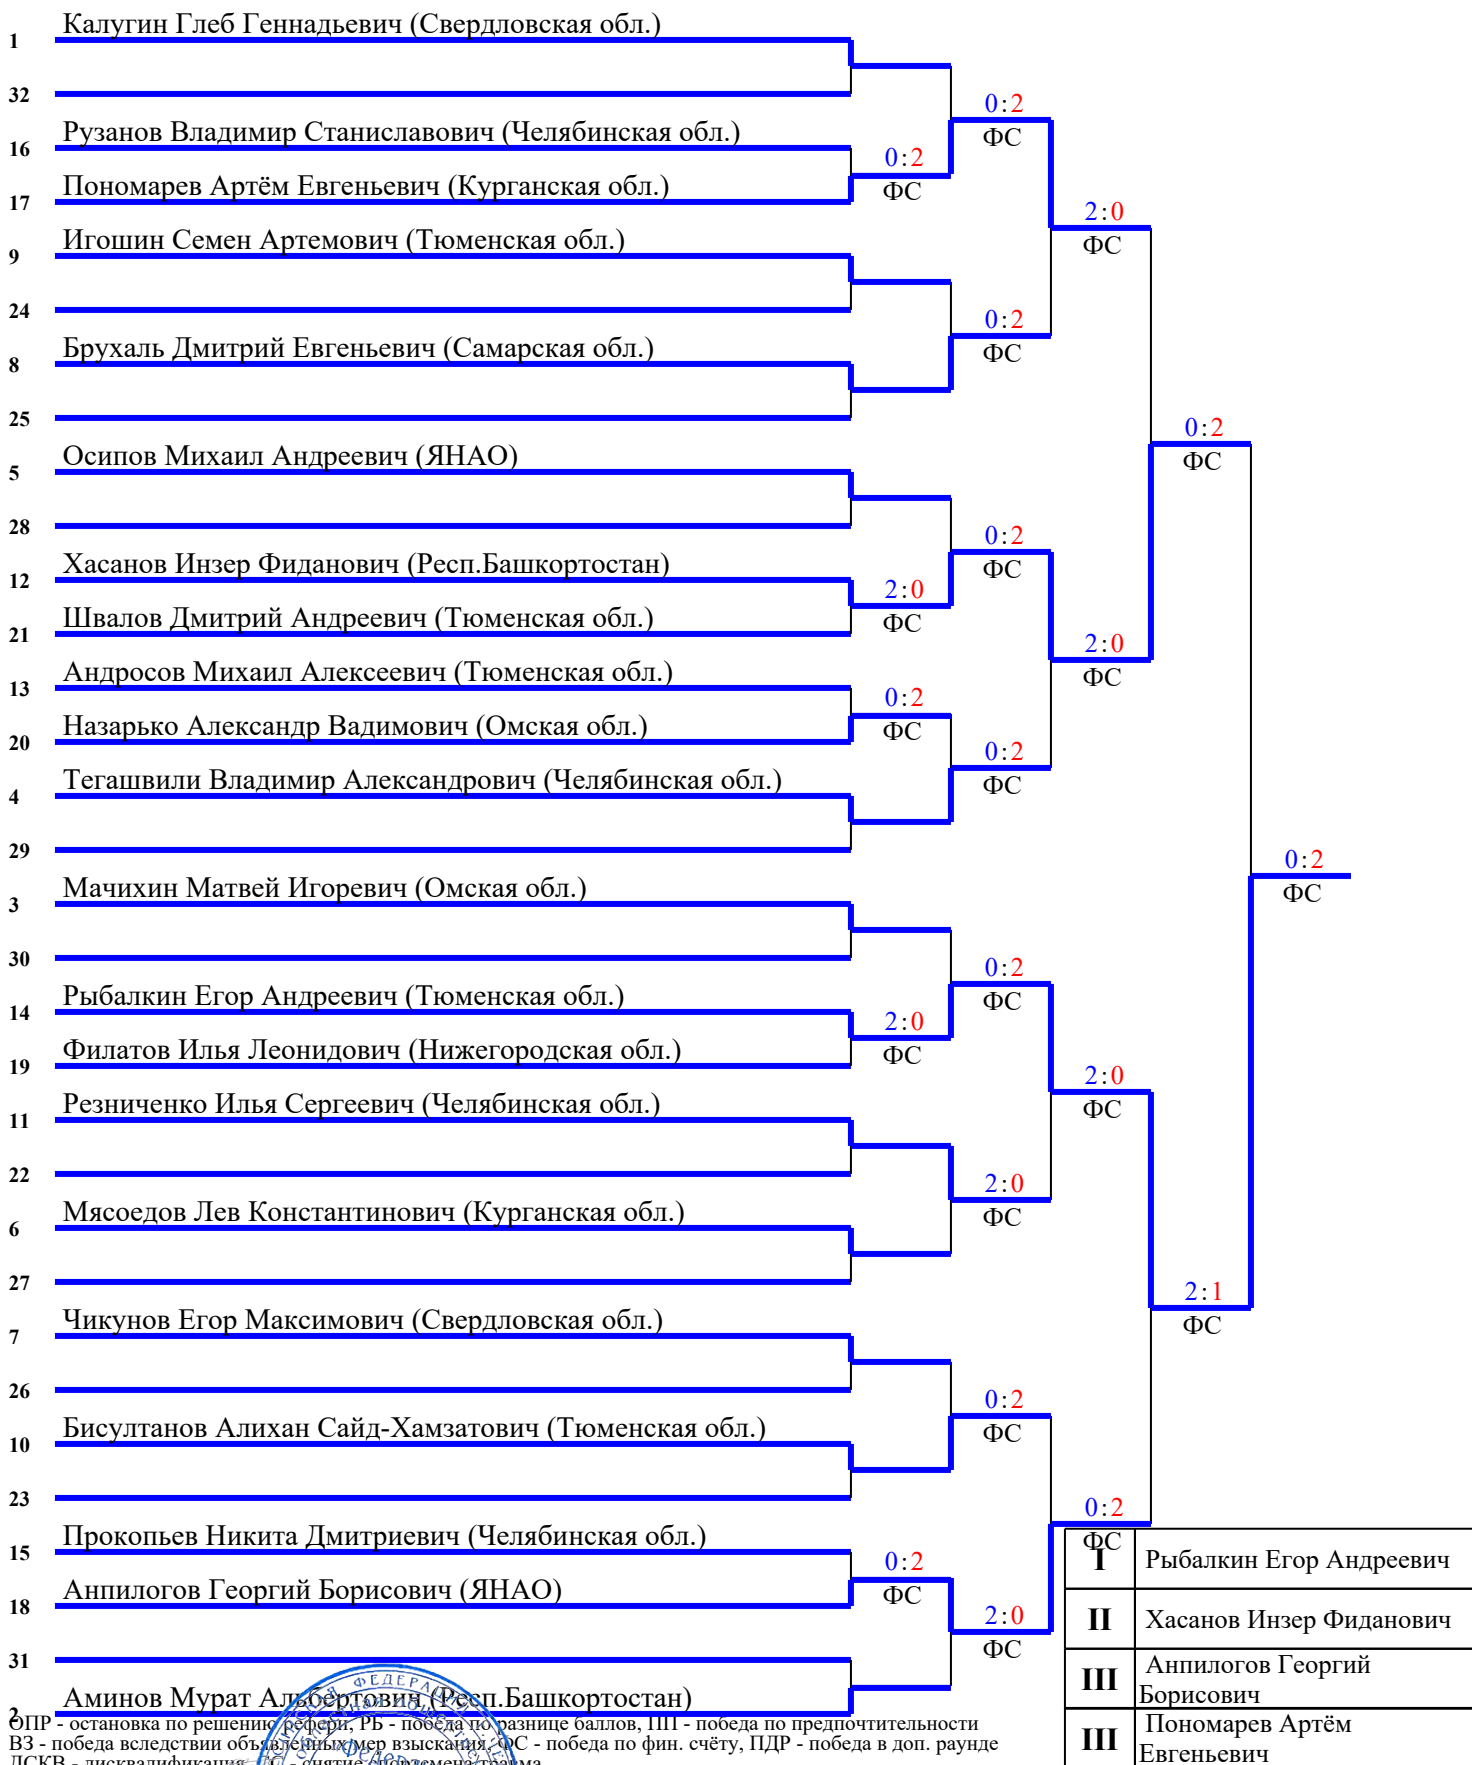 Калугин Глеб Геннадьевич (Свердловская обл.)
1
32
0:2
ФС
Рузанов Владимир Станиславович (Челябинская обл.)
16
0:2
ФС
Пономарев Артём Евгеньевич (Курганская обл.)
17
2:0
ФС
Игошин Семен Артемович (Тюменская обл.)
9
24
0:2
ФС
Брухаль Дмитрий Евгеньевич (Самарская обл.)
8
25
0:2
ФС
Осипов Михаил Андреевич (ЯНАО)
5
28
0:2
ФС
Хасанов Инзер Фиданович (Респ.Башкортостан)
12
2:0
ФС
Швалов Дмитрий Андреевич (Тюменская обл.)
21
2:0
ФС
Андросов Михаил Алексеевич (Тюменская обл.)
13
0:2
ФС
Назарько Александр Вадимович (Омская обл.)
20
0:2
ФС
Тегашвили Владимир Александрович (Челябинская обл.)
4
29
0:2
ФС
Мачихин Матвей Игоревич (Омская обл.)
3
30
0:2
ФС
Рыбалкин Егор Андреевич (Тюменская обл.)
14
2:0
ФС
Филатов Илья Леонидович (Нижегородская обл.)
19
2:0
ФС
Резниченко Илья Сергеевич (Челябинская обл.)
11
22
2:0
ФС
Мясоедов Лев Константинович (Курганская обл.)
6
27
2:1
ФС
Чикунов Егор Максимович (Свердловская обл.)
7
26
0:2
ФС
Бисултанов Алихан Сайд-Хамзатович (Тюменская обл.)
10
23
0:2
ФС
Прокопьев Никита Дмитриевич (Челябинская обл.)
15
0:2
ФС
Анпилогов Георгий Борисович (ЯНАО)
18
2:0
ФС
31
Аминов Мурат Альбертович (Респ.Башкортостан)
2
I Рыбалкин Егор Андреевич
II Хасанов Инзер Фиданович
III Анпилогов Георгий
Борисович
III Пономарев Артём
Евгеньевич
ОПР - остановка по решению рефери, РБ - победа по разнице баллов, ПП - победа по предпочтительности
ВЗ - победа вследствии объявленных мер взыскания, ФС - победа по фин. счёту, ПДР - победа в доп. раунде
ДСКВ - дисквалификация, - снятие спортсмена травма